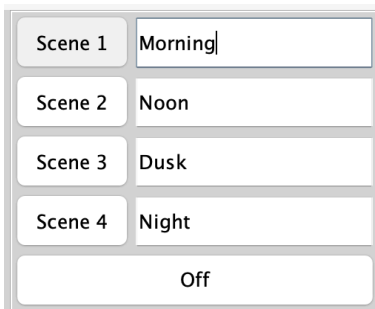 Scene 1 Morning
Scene 2 Noon
Scene 3 Dusk
Scene 4 Night
Off